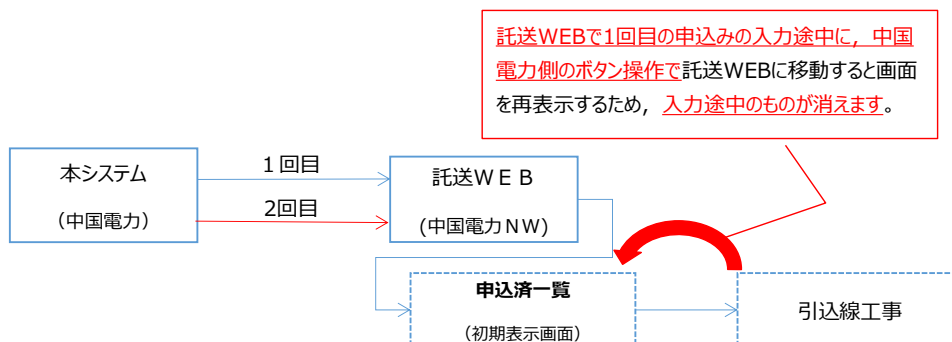 託送WEBで1回目の申込みの入力途中に，中国
電力側のボタン操作で託送WEBに移動すると画面
を再表示するため，入力途中のものが消えます。
本システム
（中国電力）
１回目
2回目
託送ＷＥＢ
(中国電力ＮＷ)
申込済一覧
（初期表示画面）
引込線工事